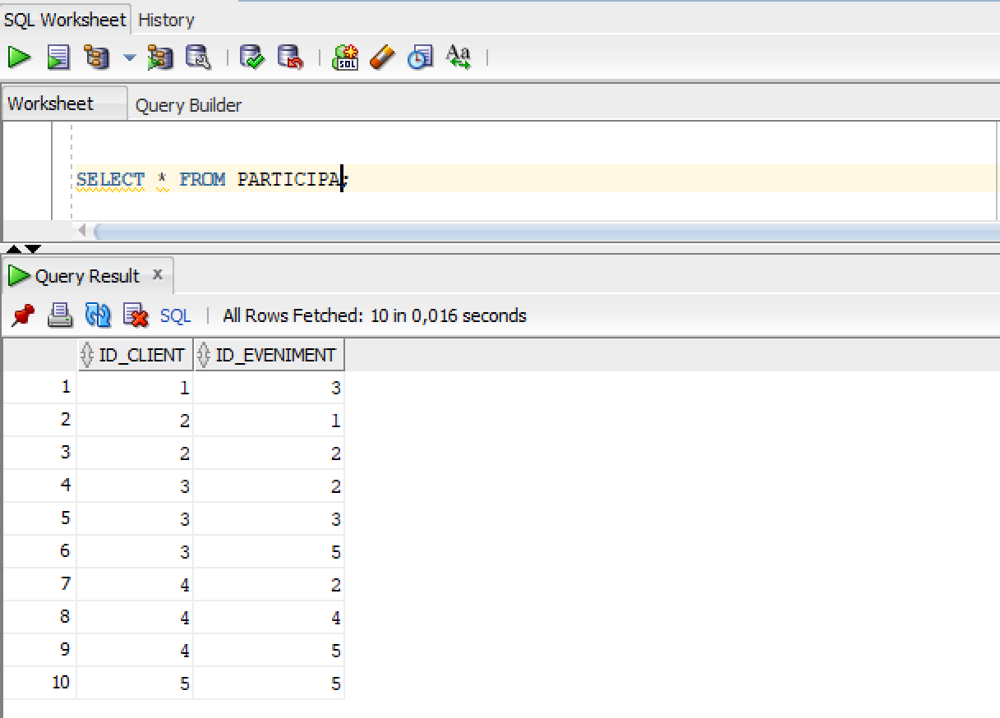 SQL Worksheet History
SQL Aa
Worksheet Query Builder
SELECT * FROM PARTICIPA;
Query Result x
SQL All Rows Fetched: 10 in 0,016 seconds
ID_CLIENT ID_EVENIMENT
1 1 3
2 2 1
3 2 2
4 3 2
5 3 3
6 3 5
7 4 2
8 4 4
9 4 5
10 5 5